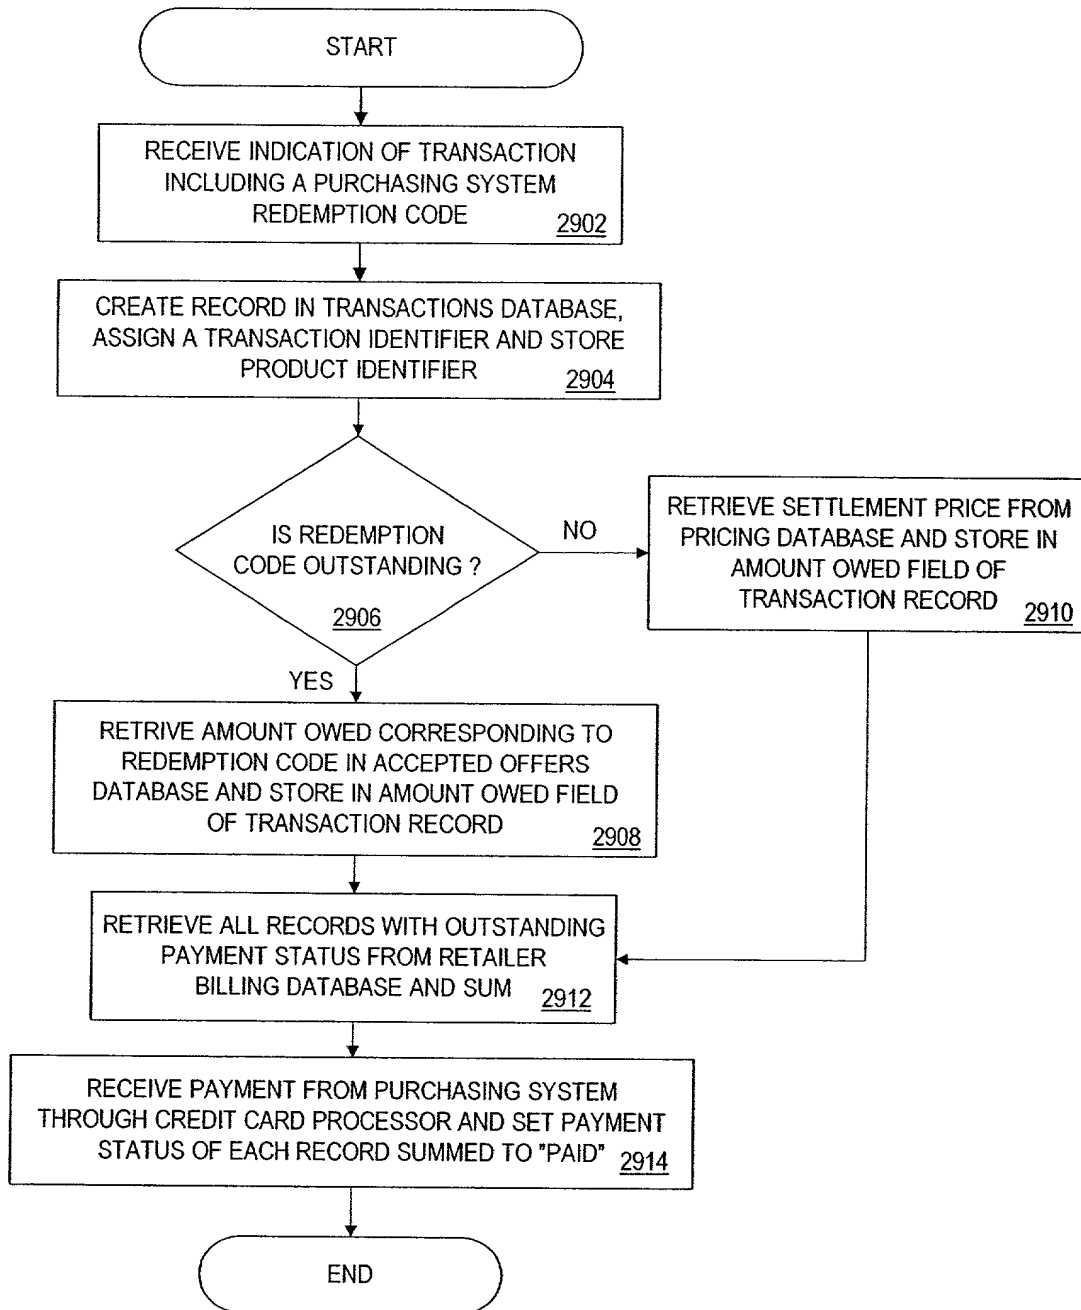 START
RECEIVE INDICATION OF TRANSACTION
INCLUDING A PURCHASING SYSTEM
REDEMPTION CODE
2902
CREATE RECORD IN TRANSACTIONS DATABASE,
ASSIGN A TRANSACTION IDENTIFIER AND STORE
PRODUCT IDENTIFIER
2904
IS REDEMPTION
CODE OUTSTANDING ?
2906
NO
RETRIEVE SETTLEMENT PRICE FROM
PRICING DATABASE AND STORE IN
AMOUNT OWED FIELD OF
TRANSACTION RECORD
2910
YES
RETRIVE AMOUNT OWED CORRESPONDING TO
REDEMPTION CODE IN ACCEPTED OFFERS
DATABASE AND STORE IN AMOUNT OWED FIELD
OF TRANSACTION RECORD
2908
RETRIEVE ALL RECORDS WITH OUTSTANDING
PAYMENT STATUS FROM RETAILER
BILLING DATABASE AND SUM
2912
RECEIVE PAYMENT FROM PURCHASING SYSTEM
THROUGH CREDIT CARD PROCESSOR AND SET PAYMENT
STATUS OF EACH RECORD SUMMED TO "PAID"
2914
END